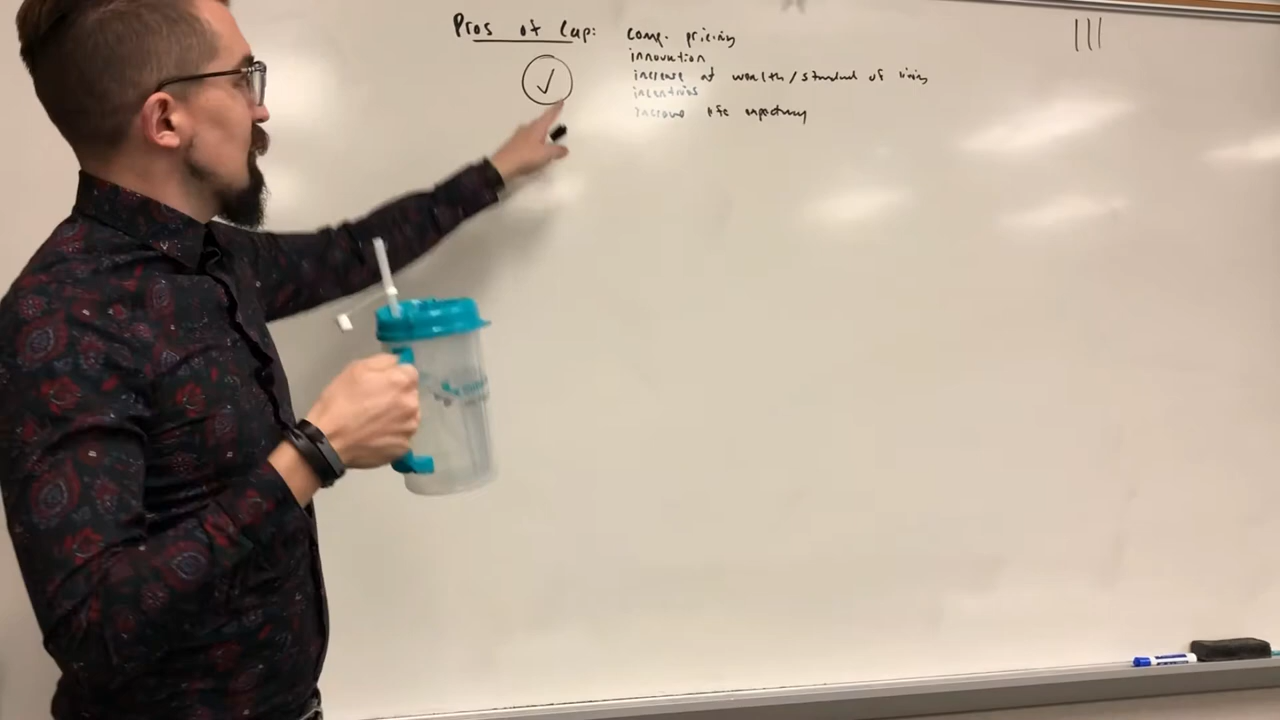 Pros of Cap:
comp. pricing
innovation
increase of wealth/standard of living
incentives
increase life expectancy